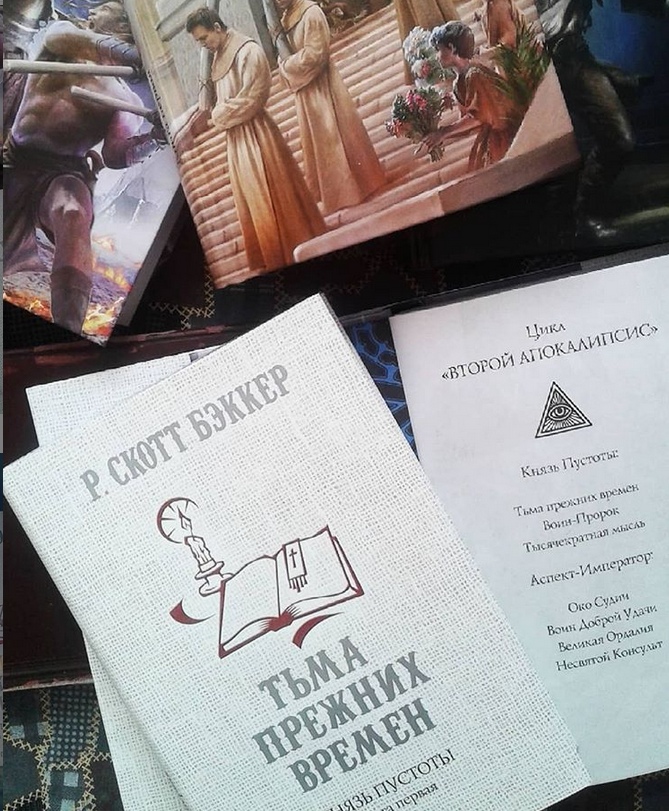 Р. СКОТТ БЭККЕР
ТЬМА
ПРЕЖНИХ
ВРЕМЕН
КНЯЗЬ ПУСТОТЫ
первая
Цикл
«ВТОРОЙ АПОКАЛИПСИС»
Князь Пустоты:
Тьма прежних времен
Воин-Пророк
Тысячекратная мысль
Аспект-Император:
Око Судии
Воин Доброй Удачи
Великая Ордалия
Несвятой Консульт